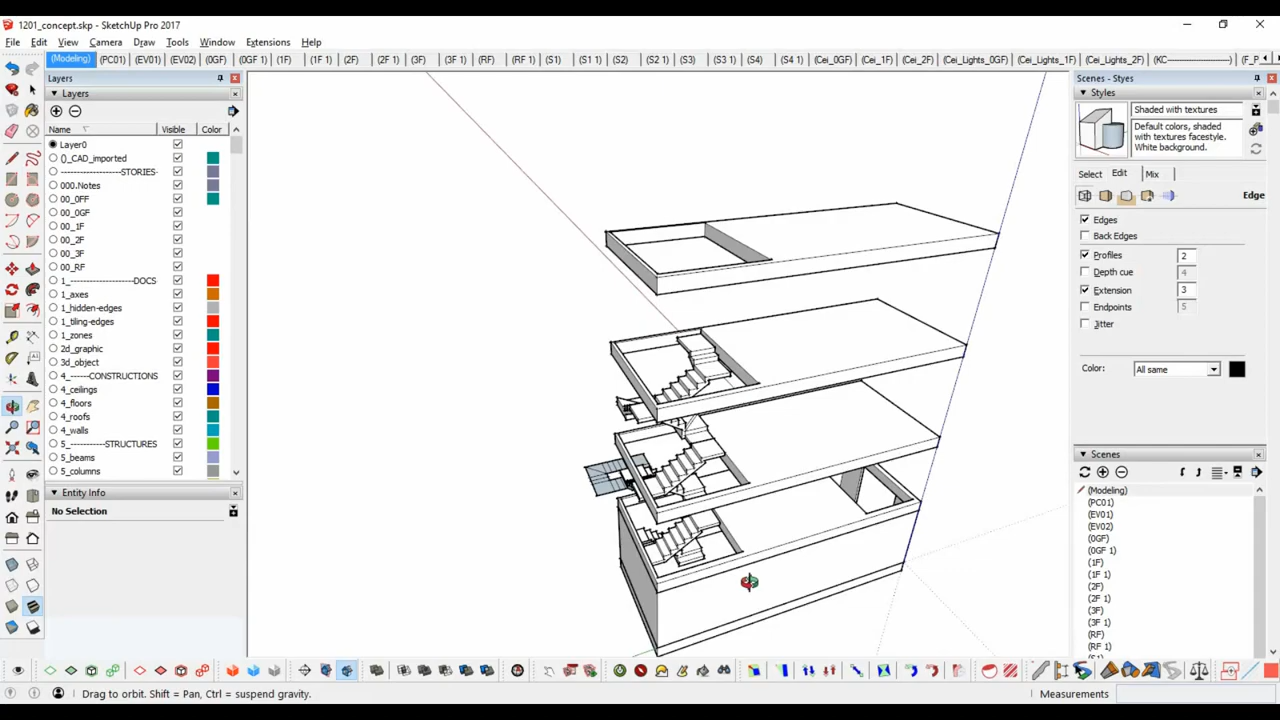 1201_concept.skp - SketchUp Pro 2017
File Edit View Camera Draw Tools Window Extensions Help
(Modeling) (PC01) (EV01) (EV02) (0GF) (0GF 1) (1F) (1F 1) (2F) (2F 1) (3F) (3F 1) (RF) (RF 1) (S1) (S1 1) (S2) (S2 1) (S3) (S3 1) (S4) (S4 1) (Cei_0GF) (Cei_1F) (Cei_2F) (Cei_Lights_0GF) (Cei_Lights_1F) (Cei_Lights_2F) (KC------------------) (F_P
Layers
Layers
Name Visible Color
Layer0
0_CAD_imported
--------------------STORIES-
000.Notes
00_0FF
00_0GF
00_1F
00_2F
00_3F
00_RF
1_--------------------DOCS
1_axes
1_hidden-edges
1_tiling-edges
1_zones
2d_graphic
3d_object
4_------CONSTRUCTIONS
4_ceilings
4_floors
4_roofs
4_walls
5_-----------STRUCTURES
5_beams
5_columns
Entity Info
No Selection
Scenes - Styes
Styles
Shaded with textures
Default colors, shaded
with textures facestyle.
White background.
Select Edit Mix
Edge
Edges
Back Edges
Profiles 2
Depth cue 4
Extension 3
Endpoints 5
Jitter
Color: All same
Scenes
(Modeling)
(PC01)
(EV01)
(EV02)
(0GF)
(0GF 1)
(1F)
(1F 1)
(2F)
(2F 1)
(3F)
(3F 1)
(RF)
(RF 1)
(S1)
Drag to orbit. Shift = Pan, Ctrl = suspend gravity.
Measurements